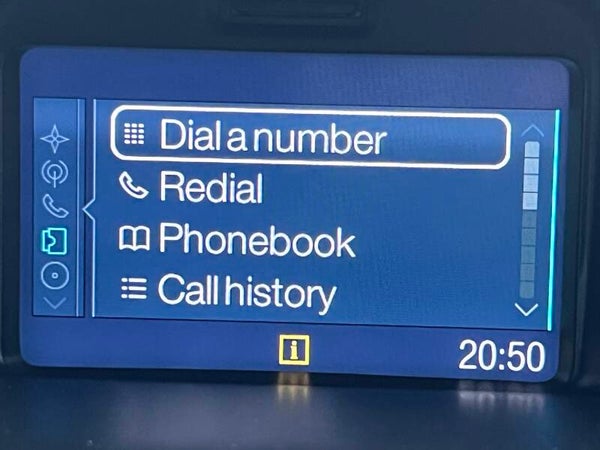 Dial a number
Redial
Phonebook
Call history
i
20:50